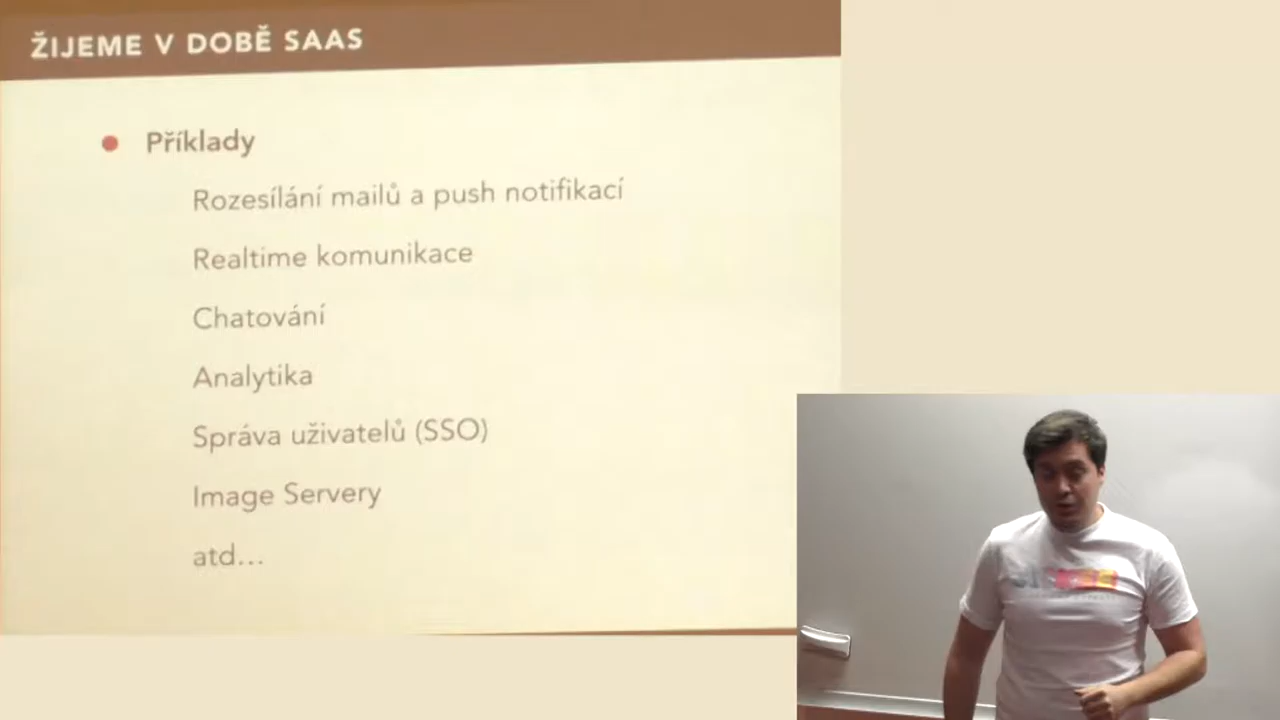 ŽIJEME V DOBĚ SAAS
Příklady
Rozesílání mailů a push notifikací
Realtime komunikace
Chatování
Analytika
Správa uživatelů (SSO)
Image Servery
atd...